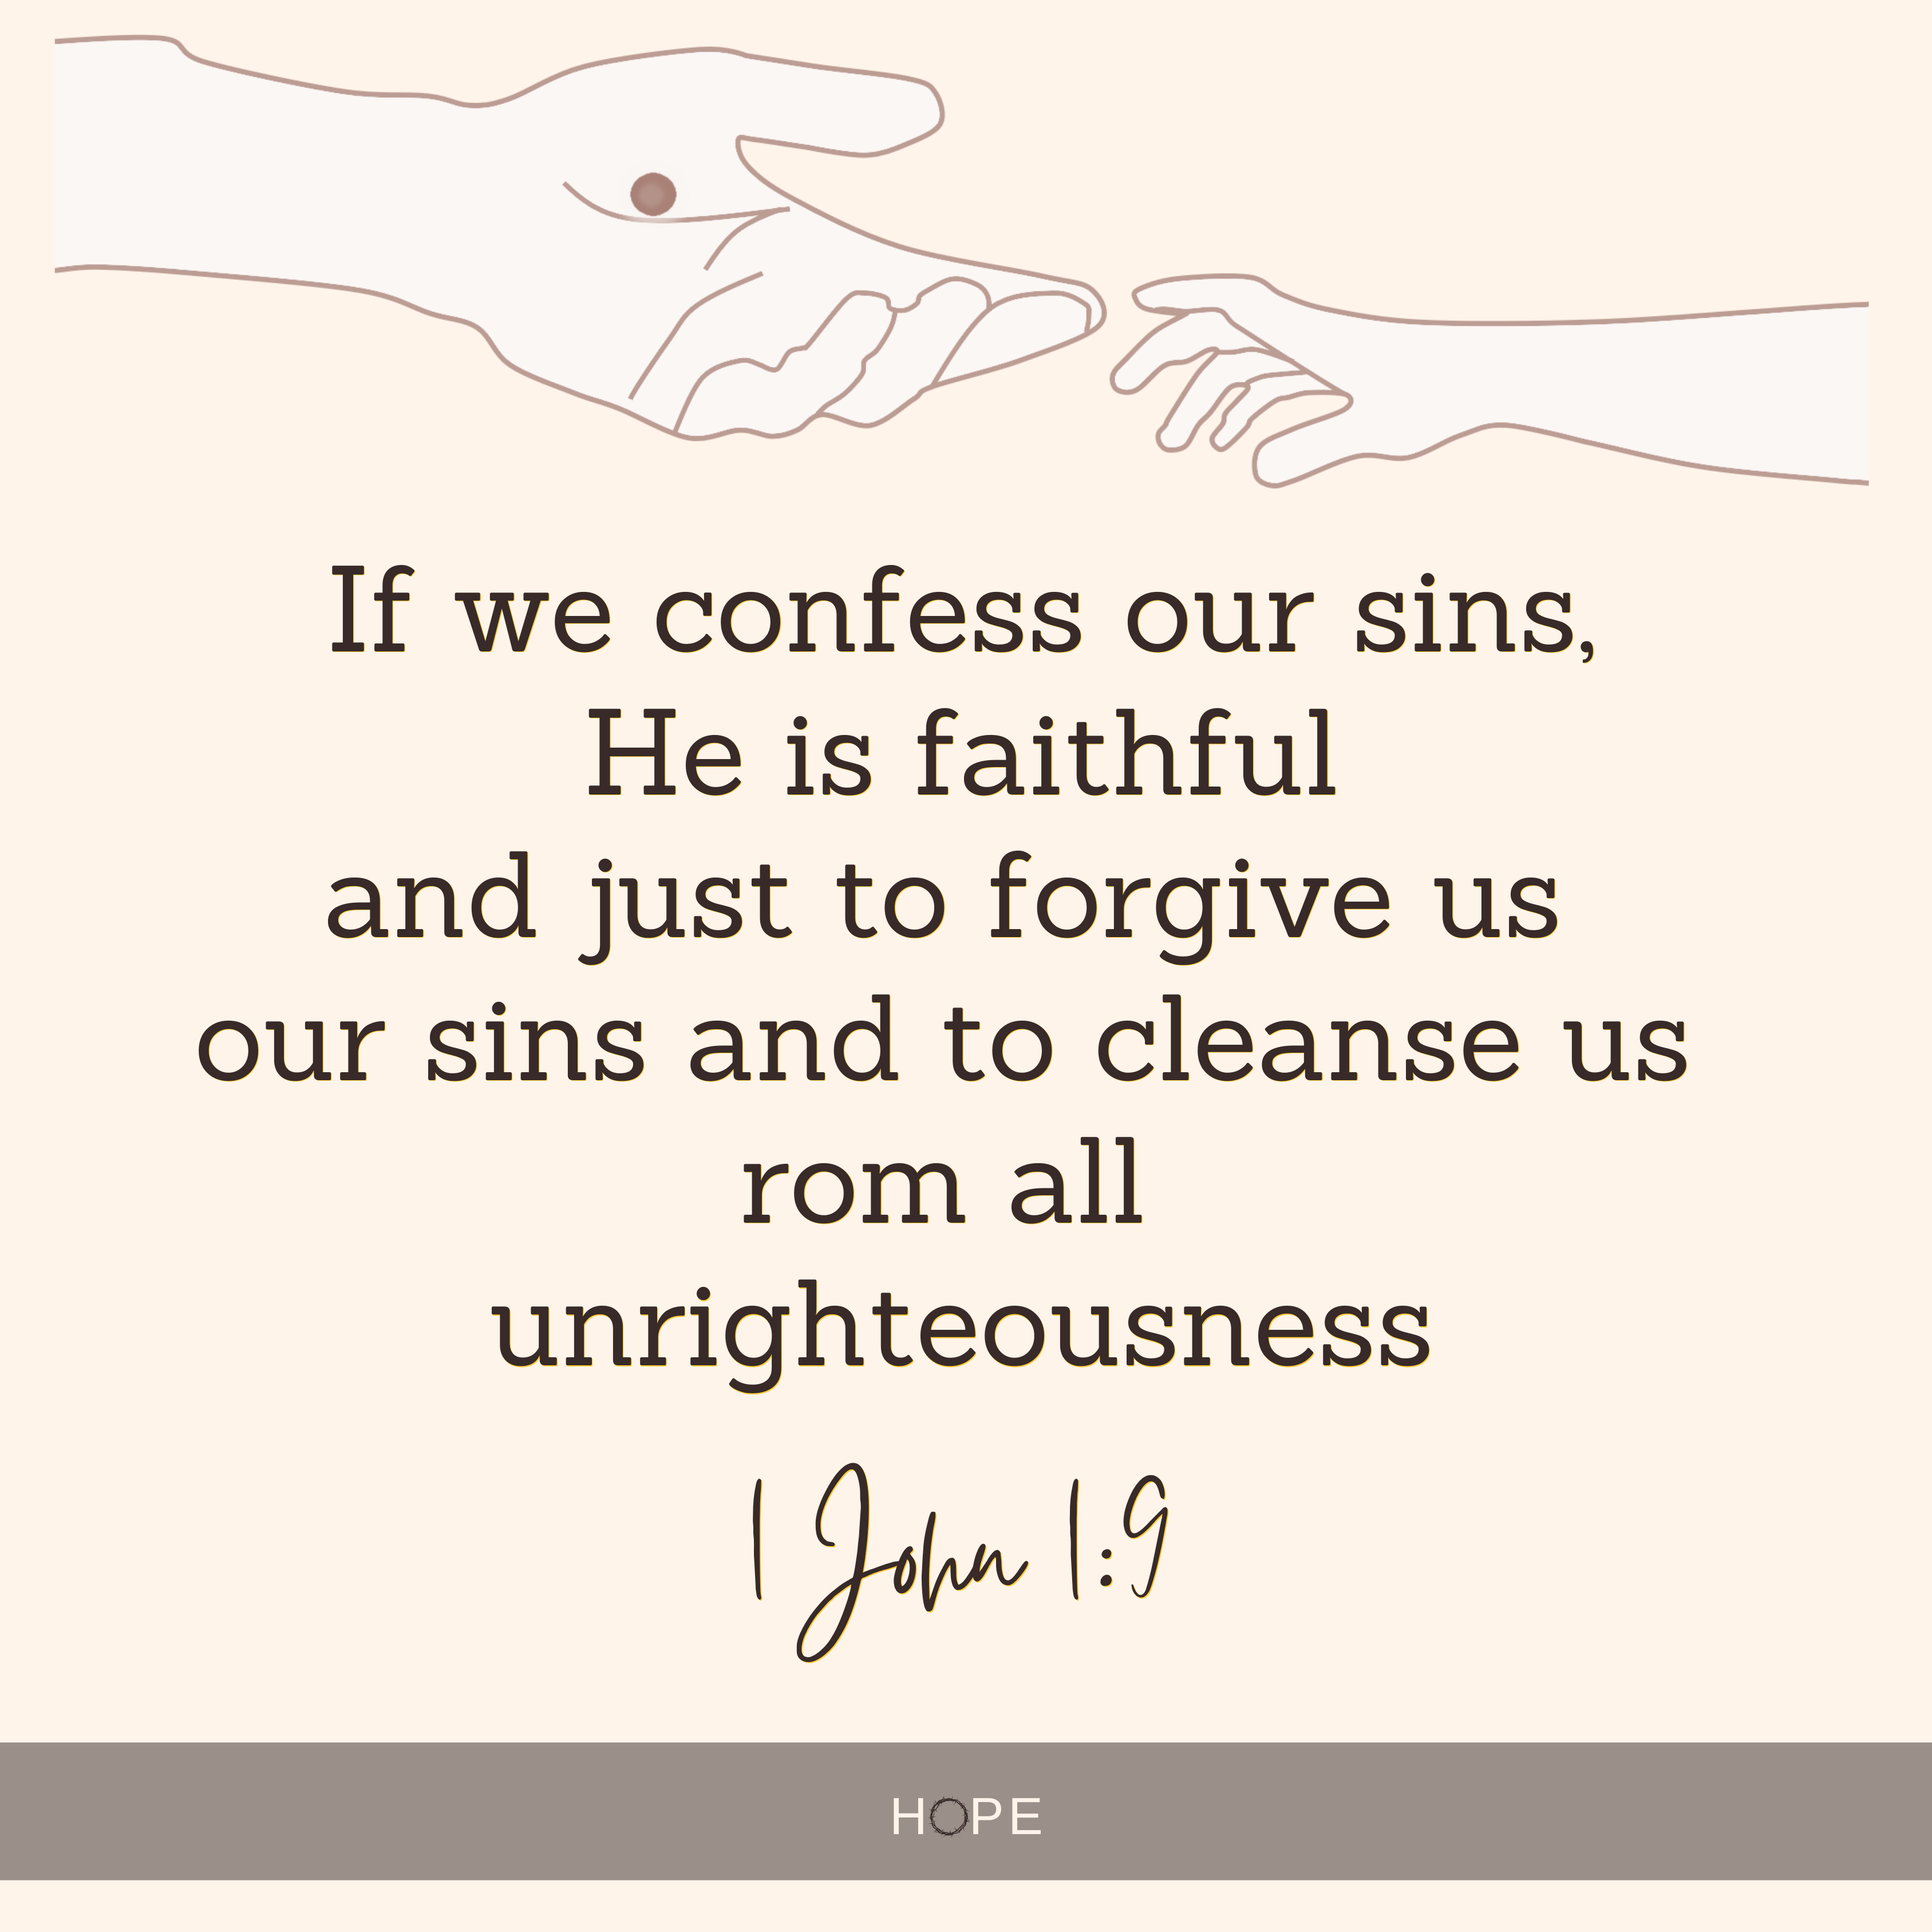 If we confess our sins,
He is faithful
and just to forgive us
our sins and to cleanse us
rom all
unrighteousness
1 John 1:9
HOPE